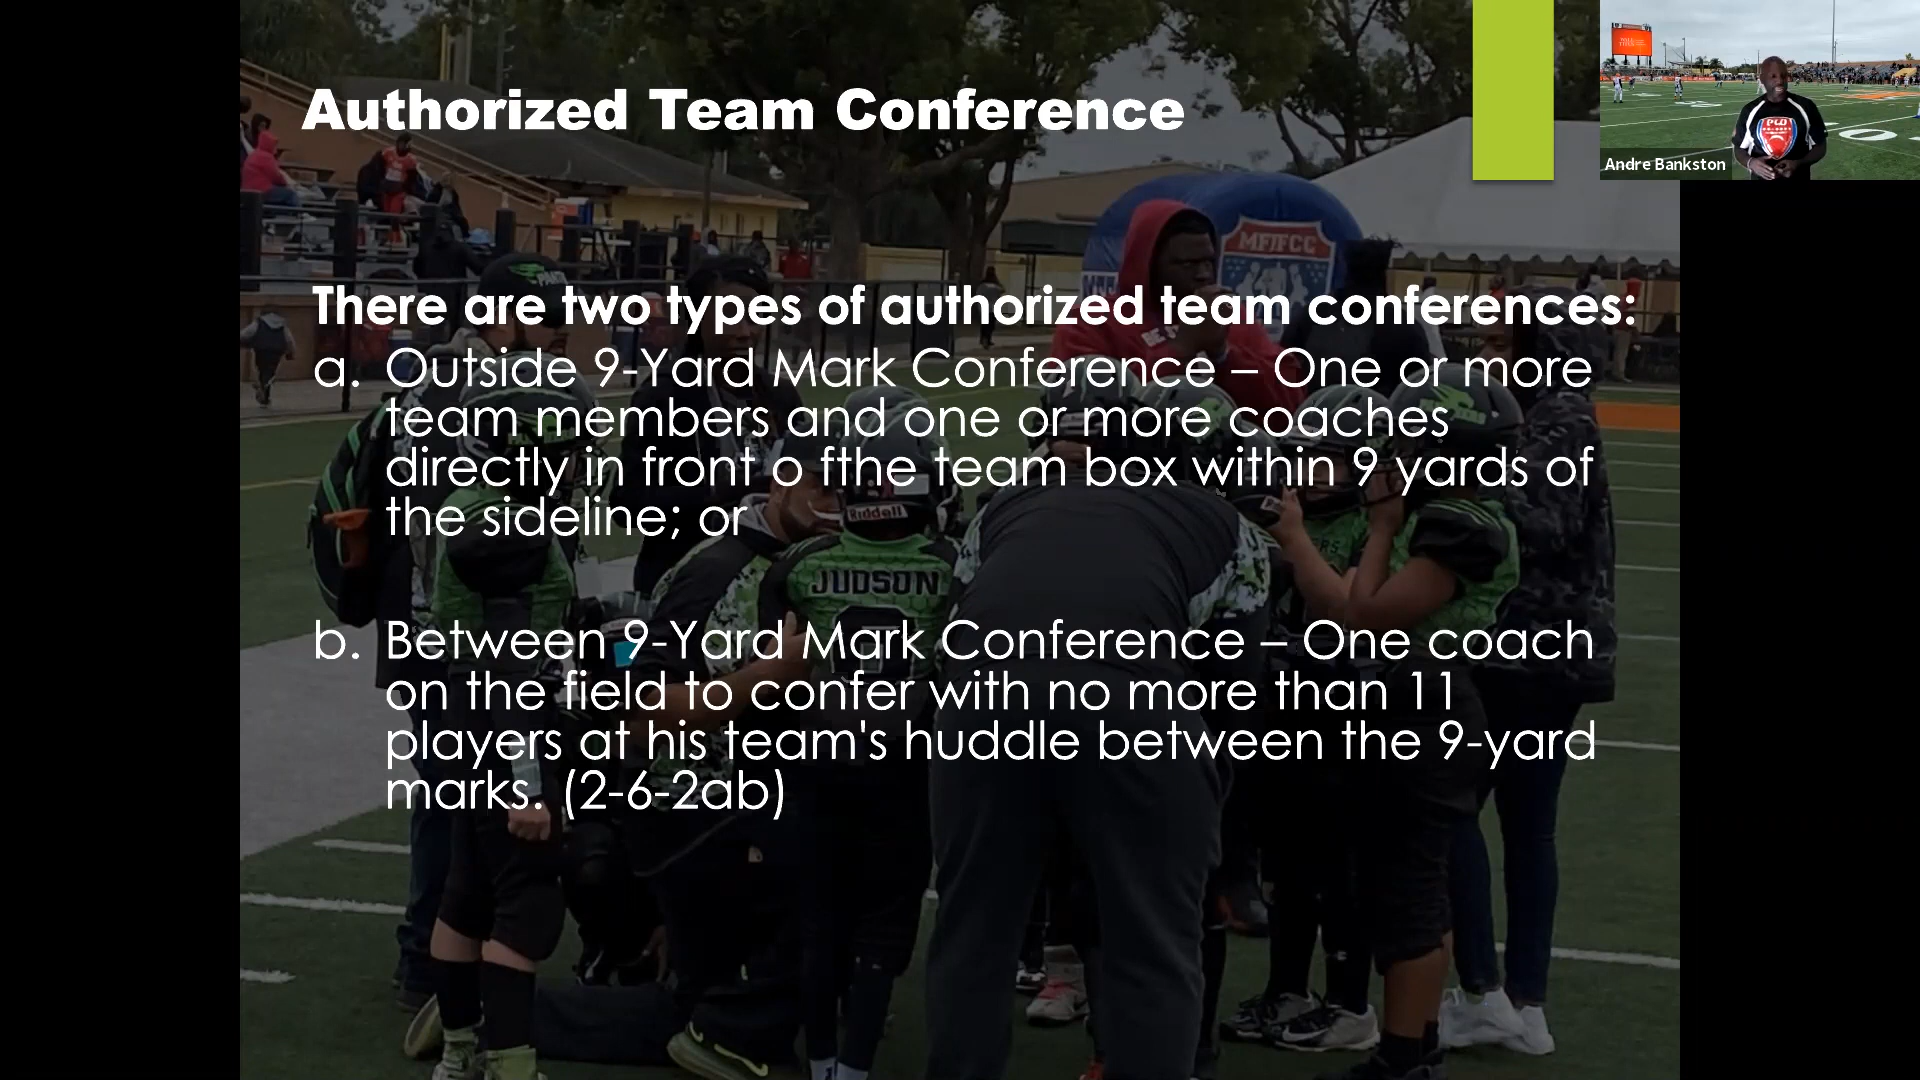 Authorized Team Conference
Andre Bankston
MFJFCC
There are two types of authorized team conferences:
a. Outside 9-Yard Mark Conference – One or more
team members and one or more coaches
directly in front o fthe team box within 9 yards of
the sideline; or
Riddell
JUDSON
b. Between 9-Yard Mark Conference – One coach
on the field to confer with no more than 11
players at his team's huddle between the 9-yard
marks. (2-6-2ab)